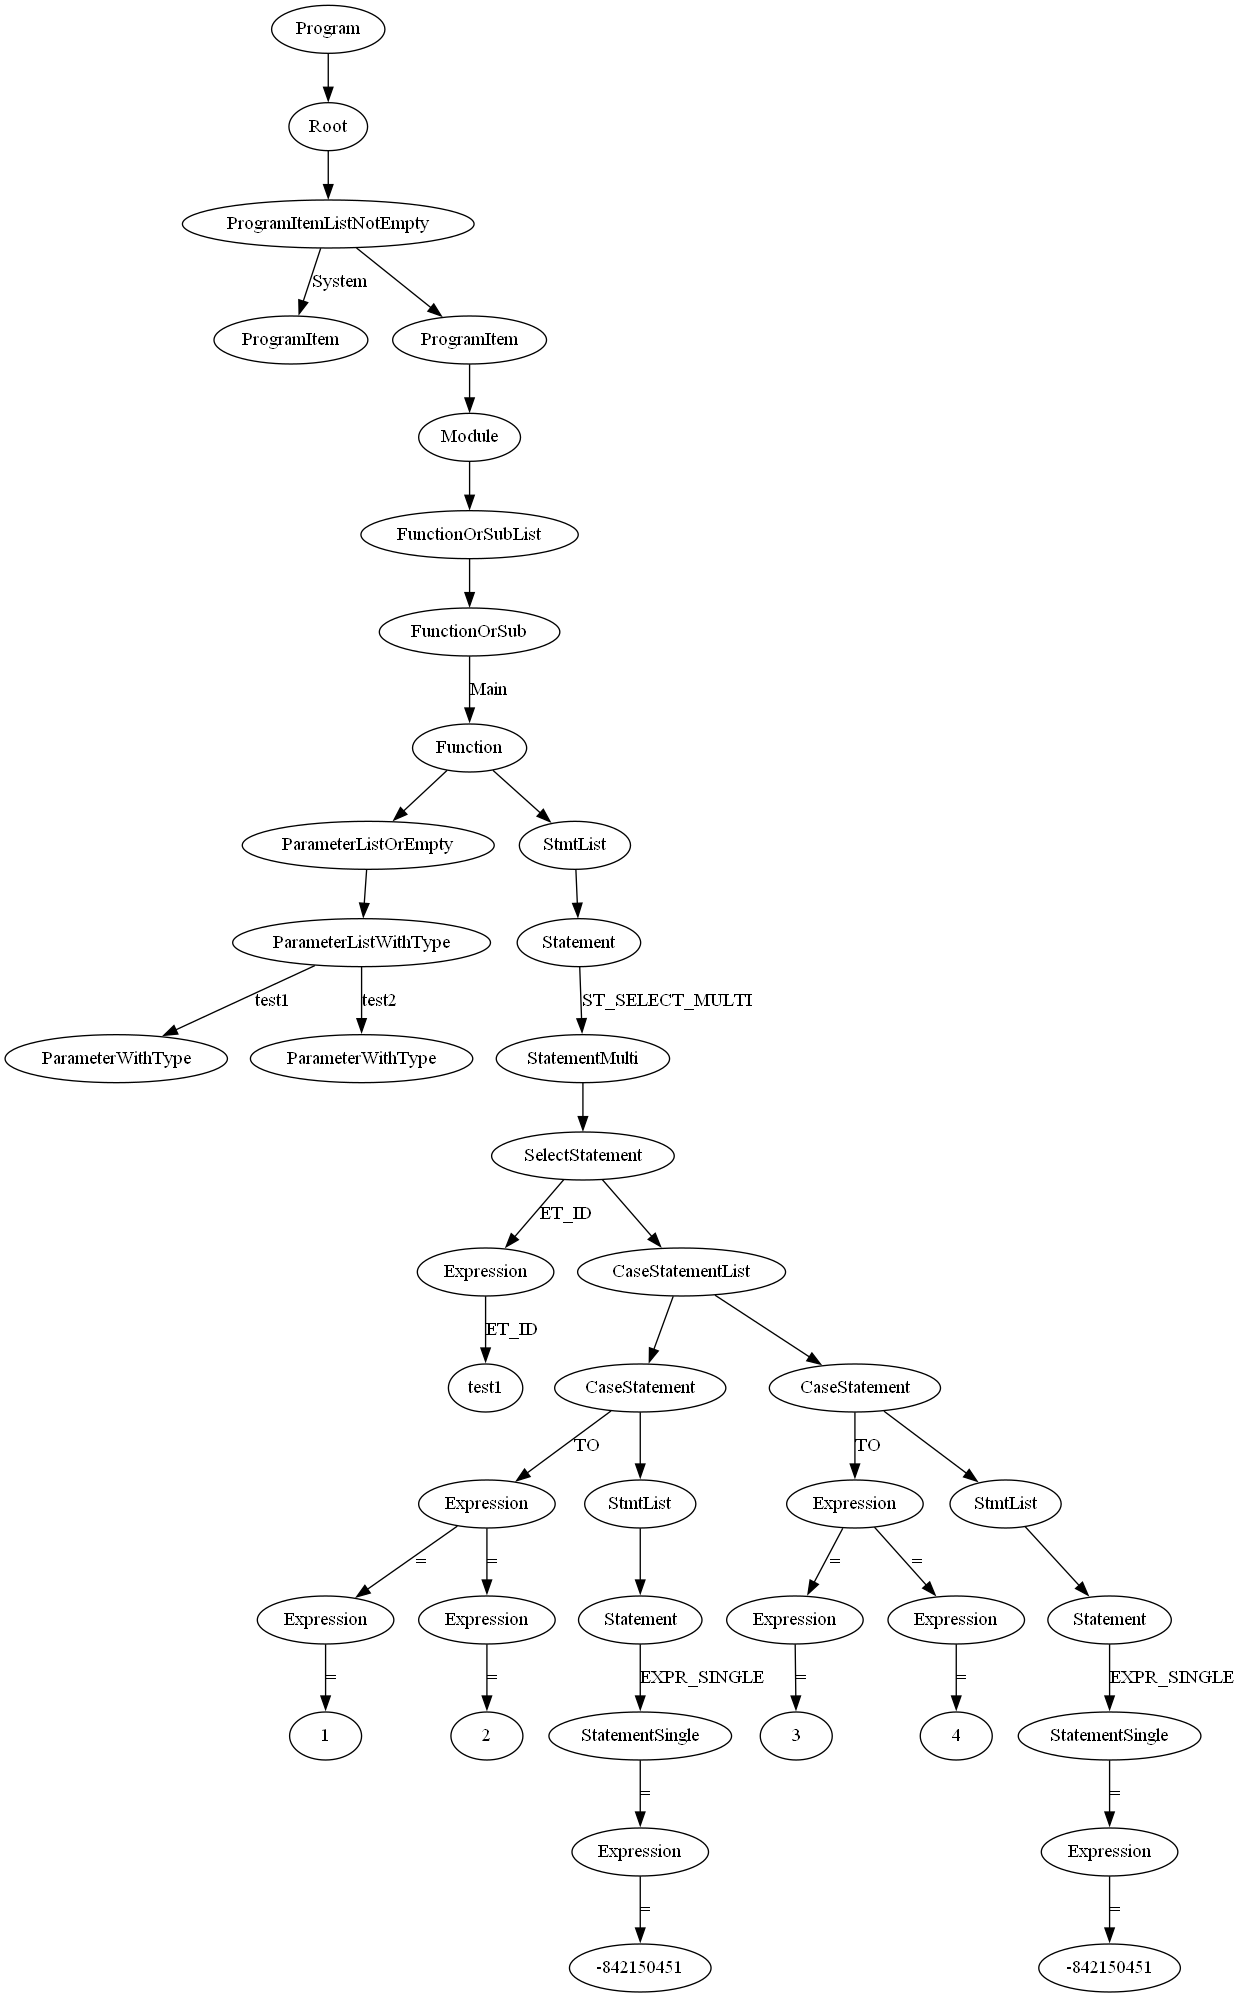 Program
Root
ProgramItemListNotEmpty
System
ProgramItem
ProgramItem
Module
FunctionOrSubList
FunctionOrSub
Main
Function
ParameterListOrEmpty
StmtList
ParameterListWithType
Statement
test1
test2
ST_SELECT_MULTI
ParameterWithType
ParameterWithType
StatementMulti
SelectStatement
ET_ID
Expression
CaseStatementList
ET_ID
test1
CaseStatement
CaseStatement
TO
TO
Expression
StmtList
Expression
StmtList
=
=
=
=
Expression
Expression
Statement
Expression
Expression
Statement
=
=
EXPR_SINGLE
=
=
EXPR_SINGLE
1
2
StatementSingle
3
4
StatementSingle
=
=
Expression
Expression
=
=
-842150451
-842150451